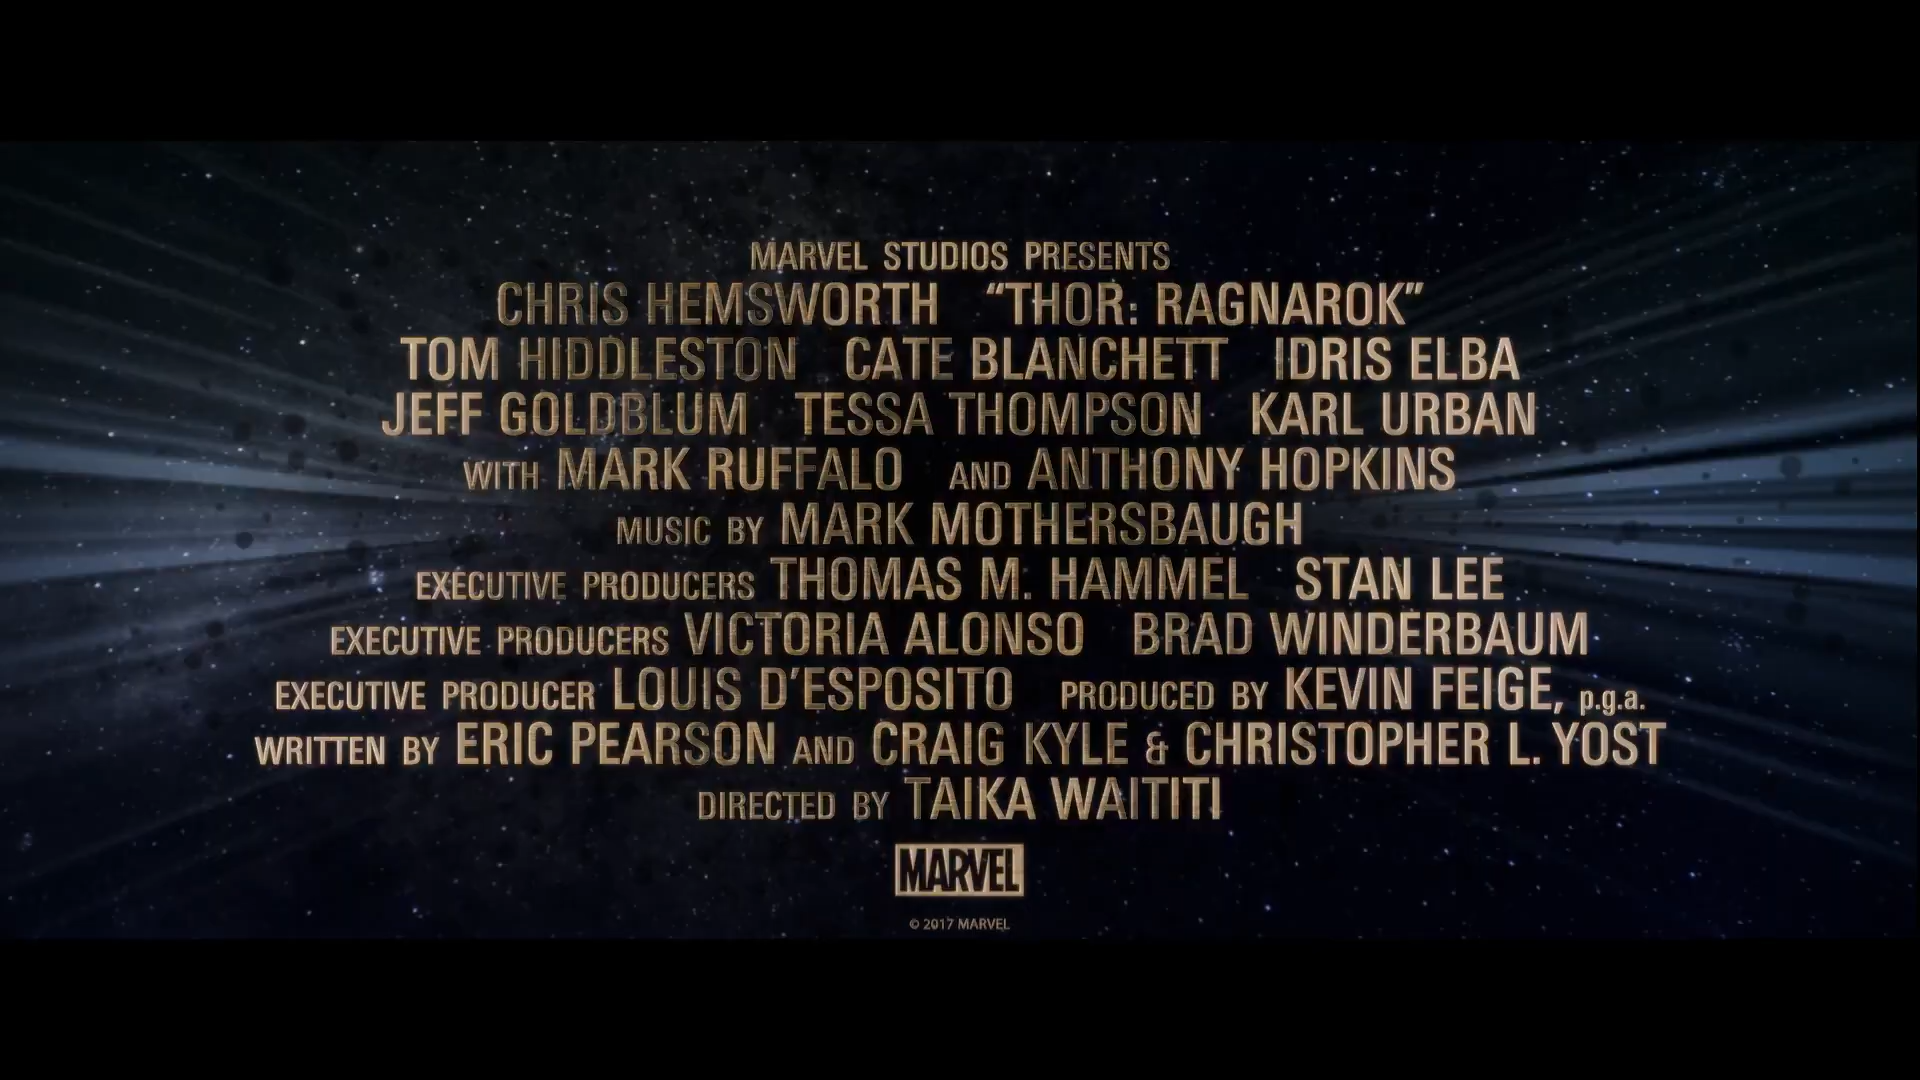 MARVEL STUDIOS PRESENTS
CHRIS HEMSWORTH “THOR: RAGNAROK”
TOM HIDDLESTON CATE BLANCHETT IDRIS ELBA
JEFF GOLDBLUM TESSA THOMPSON KARL URBAN
WITH MARK RUFFALO AND ANTHONY HOPKINS
MUSIC BY MARK MOTHERSBAUGH
EXECUTIVE PRODUCERS THOMAS M. HAMMEL STAN LEE
EXECUTIVE PRODUCERS VICTORIA ALONSO BRAD WINDERBAUM
EXECUTIVE PRODUCER LOUIS D’ESPOSITO PRODUCED BY KEVIN FEIGE, p.g.a.
WRITTEN BY ERIC PEARSON AND CRAIG KYLE & CHRISTOPHER L. YOST
DIRECTED BY TAIKA WAITITI
MARVEL
© 2017 MARVEL